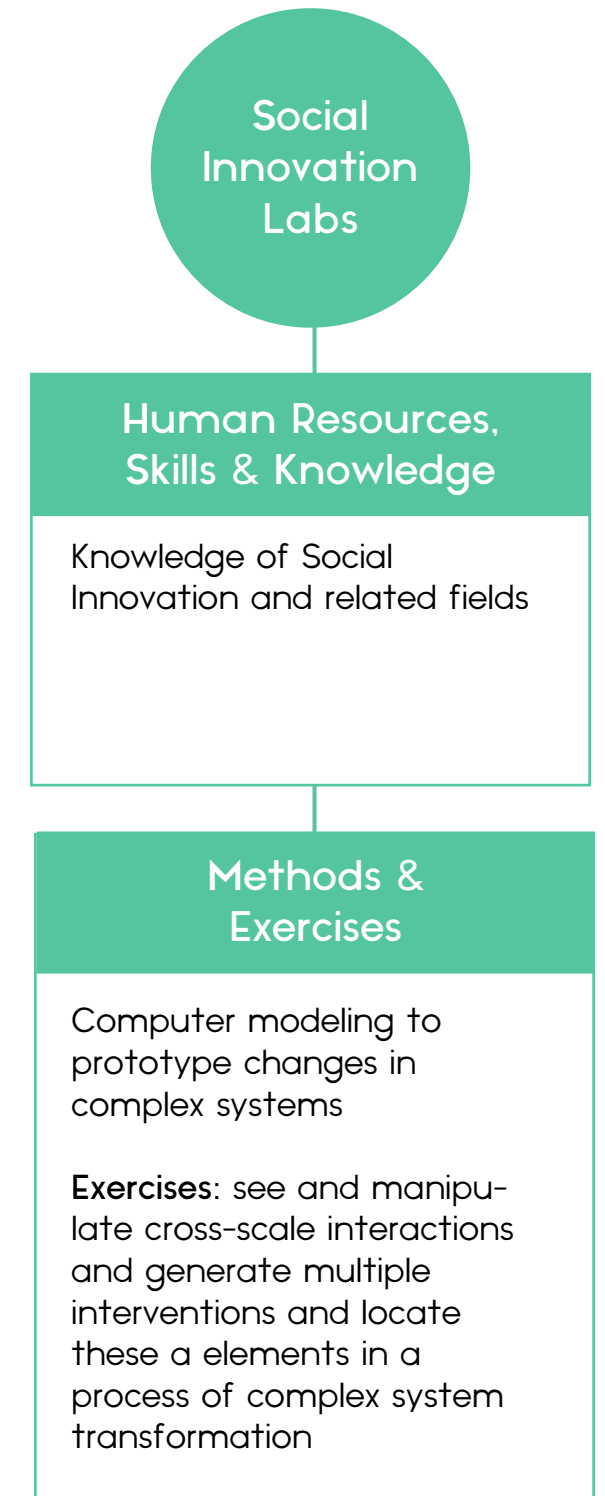 Social
Innovation
Labs
Human Resources,
Skills & Knowledge
Knowledge of Social
Innovation and related fields
Methods &
Exercises
Computer modeling to
prototype changes in
complex systems
Exercises: see and manipu-
late cross-scale interactions
and generate multiple
interventions and locate
these a elements in a
process of complex system
transformation